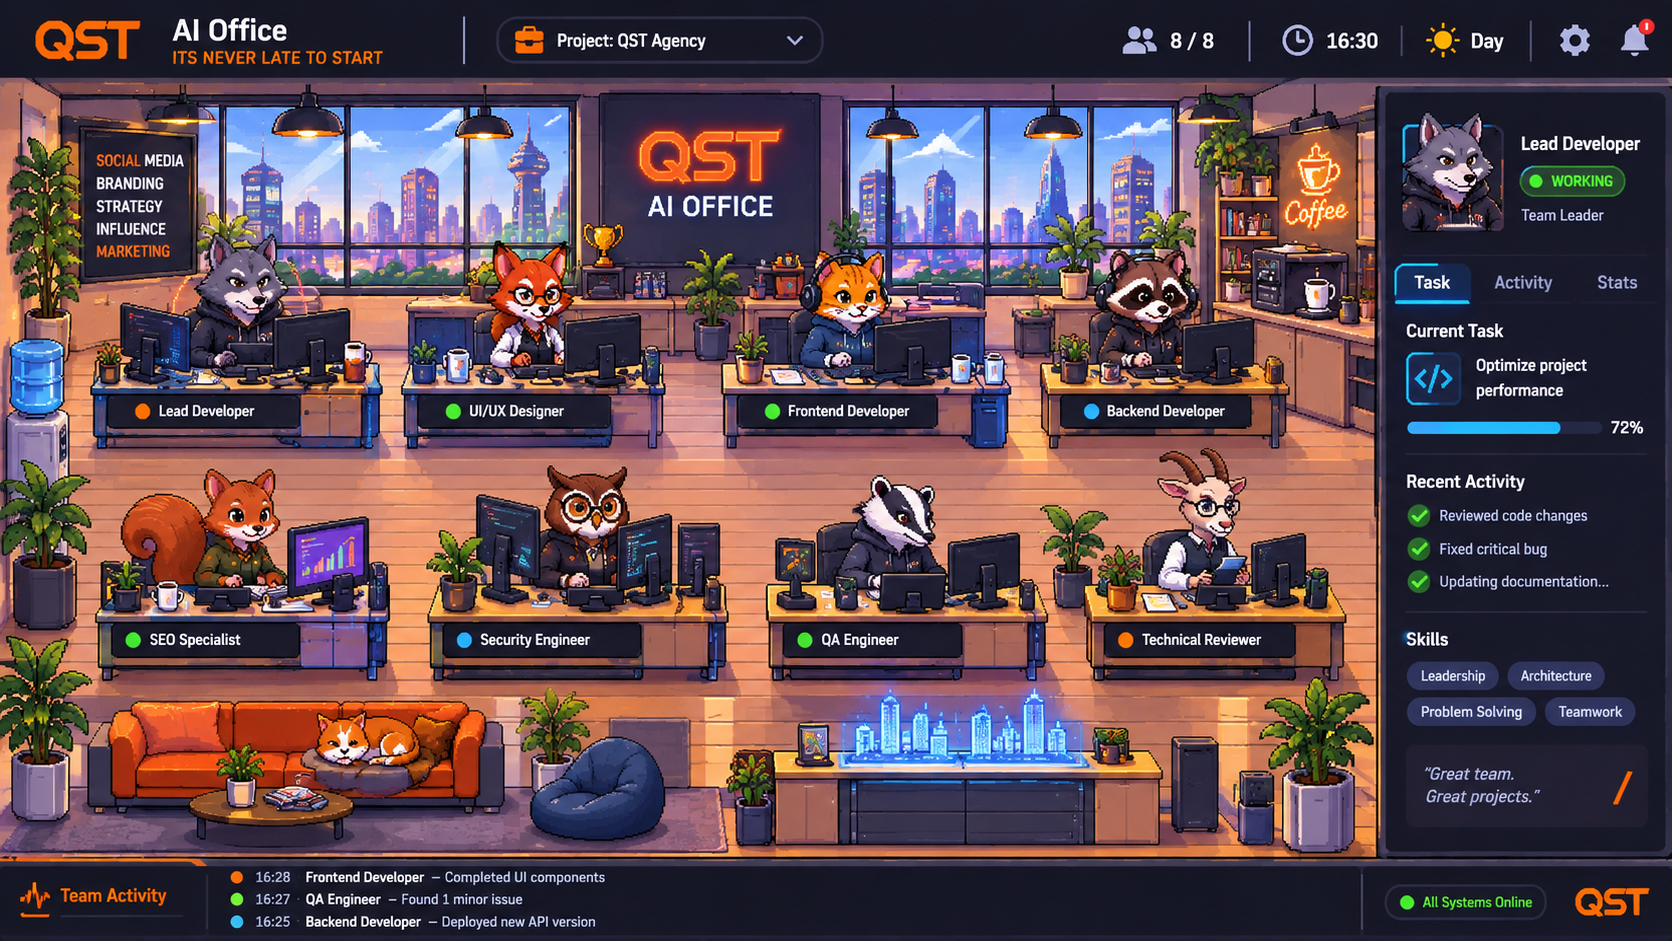 QST
AI Office
ITS NEVER LATE TO START
Project: QST Agency
8 / 8
16:30
Day
SOCIAL MEDIA
BRANDING
STRATEGY
INFLUENCE
MARKETING
QST
AI OFFICE
Coffee
Lead Developer
UI/UX Designer
Frontend Developer
Backend Developer
SEO Specialist
Security Engineer
QA Engineer
Technical Reviewer
Lead Developer
WORKING
Team Leader
Task
Activity
Stats
Current Task
</>
Optimize project
performance
72%
Recent Activity
Reviewed code changes
Fixed critical bug
Updating documentation...
Skills
Leadership
Architecture
Problem Solving
Teamwork
"Great team.
Great projects."
Team Activity
16:28 · Frontend Developer – Completed UI components
16:27 · QA Engineer – Found 1 minor issue
16:25 · Backend Developer – Deployed new API version
All Systems Online
QST